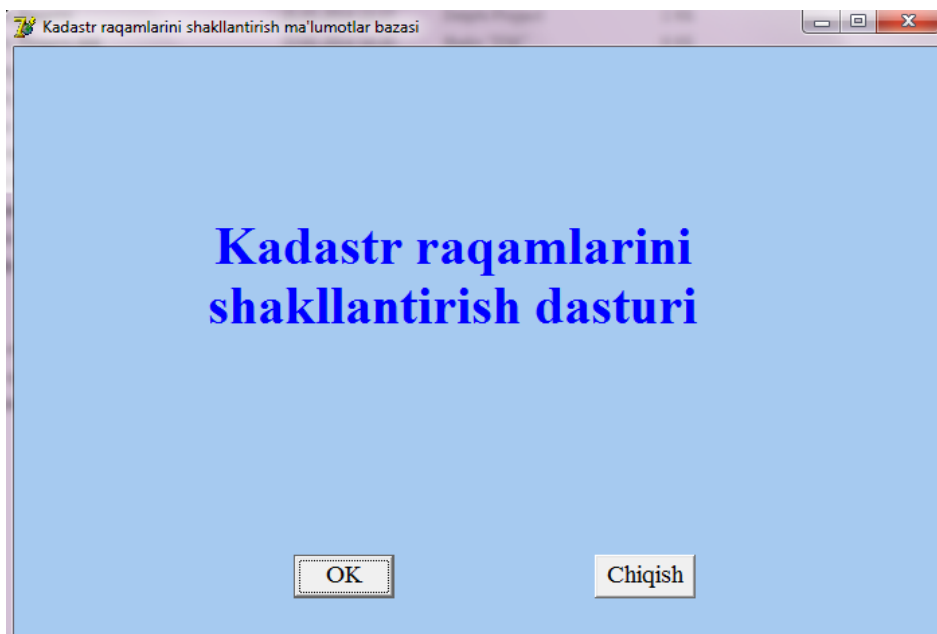 Kadastr raqamlarini shakllantirish ma'lumotlar bazasi
Kadastr raqamlarini
shakllantirish dasturi
OK
Chiqish